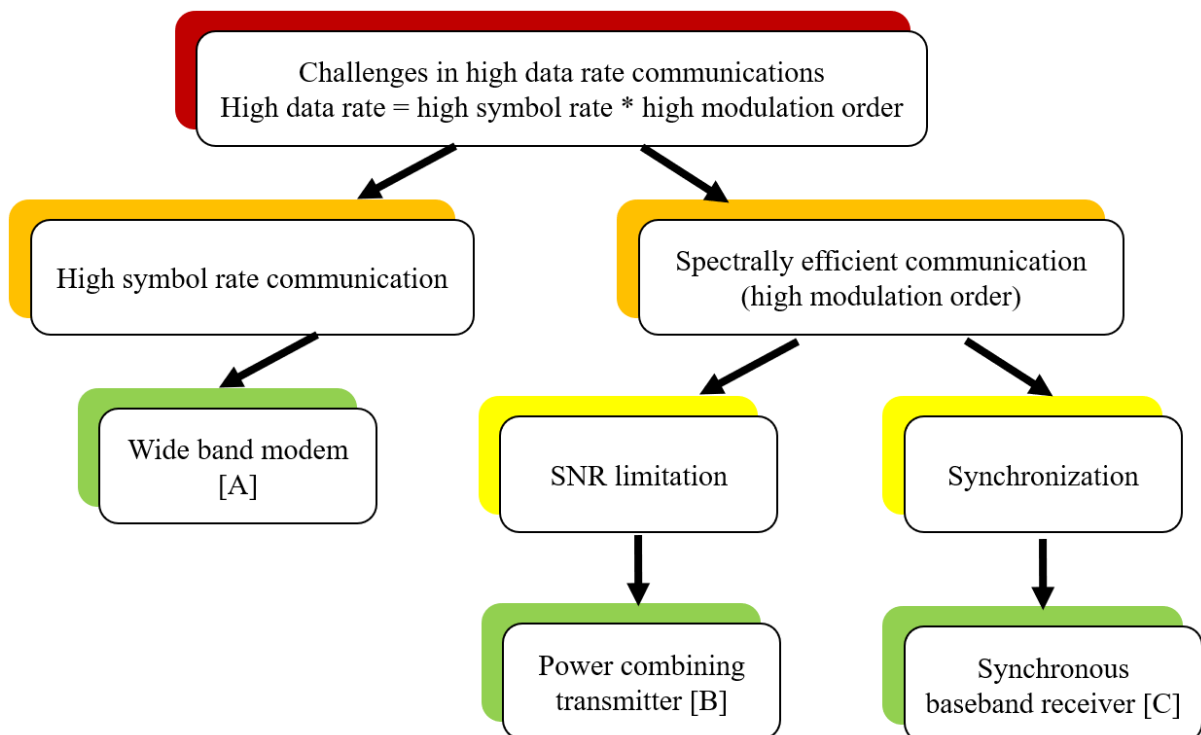 Challenges in high data rate communications
High data rate = high symbol rate * high modulation order
High symbol rate communication
Spectrally efficient communication
(high modulation order)
Wide band modem
[A]
SNR limitation
Synchronization
Power combining
transmitter [B]
Synchronous
baseband receiver [C]